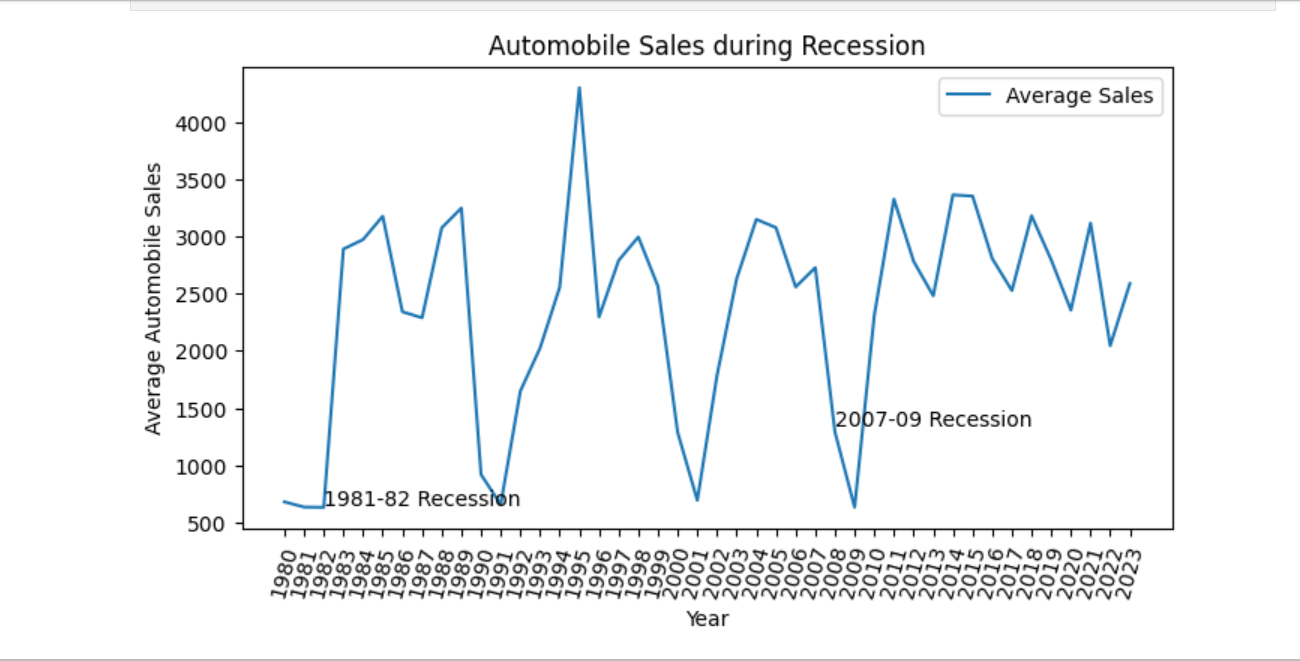 Automobile Sales during Recession
Average Sales
Average Automobile Sales
4000
3500
3000
2500
2000
1500
1000
500
2007-09 Recession
1981-82 Recession
1980 1981 1982 1983 1984 1985 1986 1987 1988 1989 1990 1991 1992 1993 1994 1995 1996 1997 1998 1999 2000 2001 2002 2003 2004 2005 2006 2007 2008 2009 2010 2011 2012 2013 2014 2015 2016 2017 2018 2019 2020 2021 2022 2023
Year